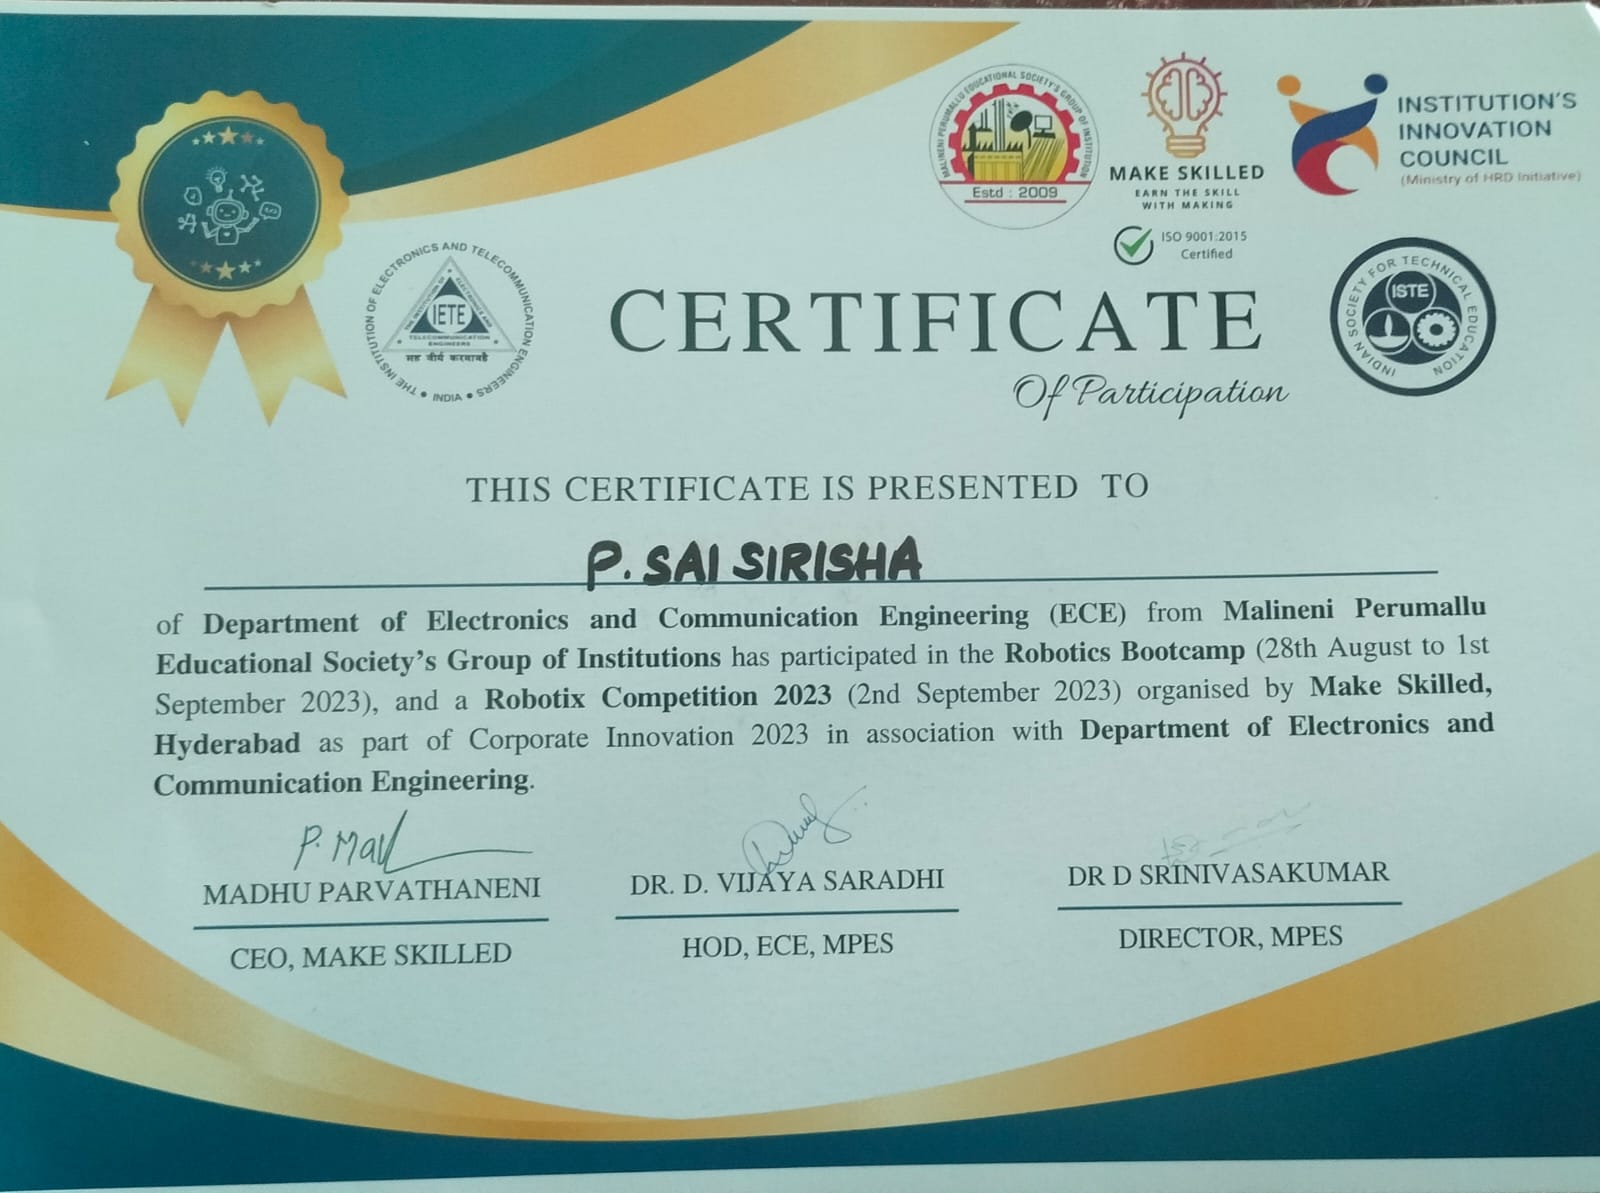 MALINENI PERUMALLU EDUCATIONAL SOCIETY'S GROUP OF INSTITUTION
Estd : 2009
MAKE SKILLED
EARN THE SKILL
WITH MAKING
ISO 9001:2015
Certified
INSTITUTION'S
INNOVATION
COUNCIL
(Ministry of HRD Initiative)
THE INSTITUTION OF ELECTRONICS AND TELECOMMUNICATION ENGINEERS
• INDIA •
THE INSTITUTION OF ELECTRONICS AND
IETE
TELECOMMUNICATION
ENGINEERS
सह वीर्यं करवावहै
INDIAN SOCIETY FOR TECHNICAL EDUCATION
ISTE
CERTIFICATE
Of Participation
THIS CERTIFICATE IS PRESENTED TO
P. SAI SIRISHA
of Department of Electronics and Communication Engineering (ECE) from Malineni Perumallu
Educational Society's Group of Institutions has participated in the Robotics Bootcamp (28th August to 1st
September 2023), and a Robotix Competition 2023 (2nd September 2023) organised by Make Skilled,
Hyderabad as part of Corporate Innovation 2023 in association with Department of Electronics and
Communication Engineering.
P. Mad
MADHU PARVATHANENI
CEO, MAKE SKILLED
DR. D. VIJAYA SARADHI
HOD, ECE, MPES
DR D SRINIVASAKUMAR
DIRECTOR, MPES